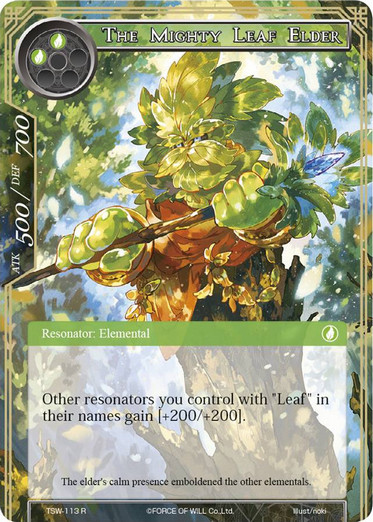 The Mighty Leaf Elder
ATK 500 / DEF 700
Resonator: Elemental
Other resonators you control with "Leaf" in
their names gain [+200/+200].
The elder's calm presence emboldened the other elementals.
TSW-113 R ©FORCE OF WILL Co.,Ltd. Illust/noki